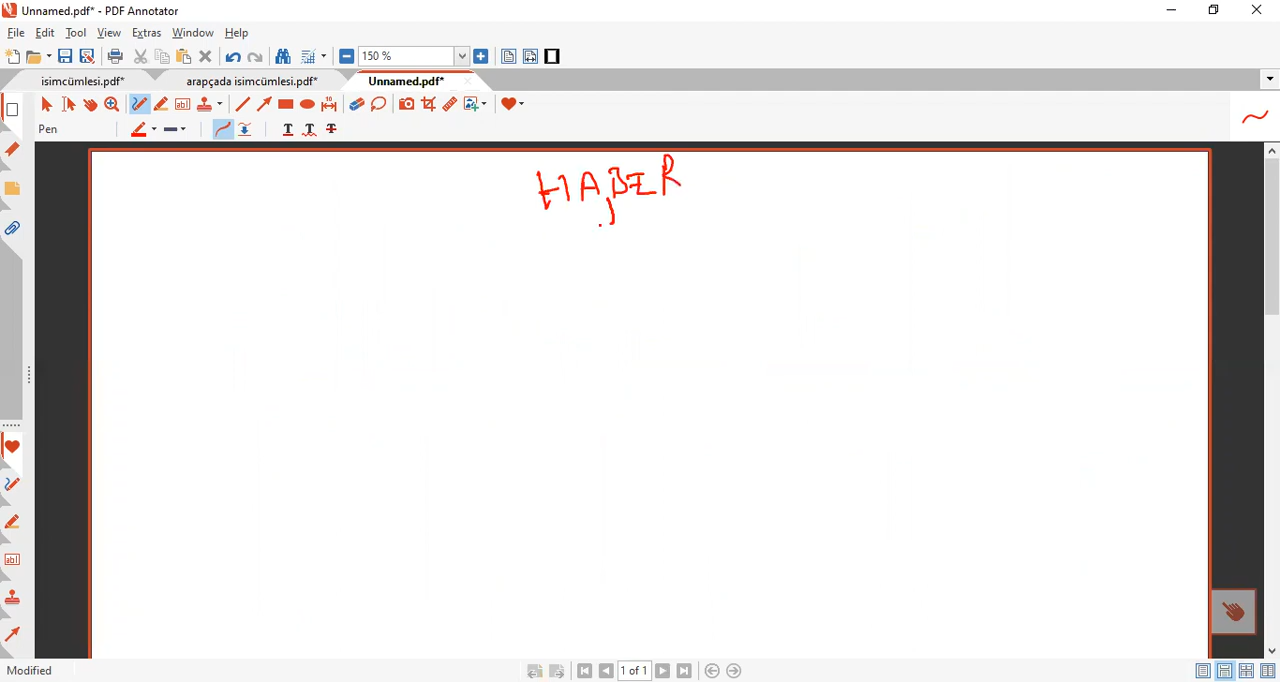 Unnamed.pdf* - PDF Annotator
File Edit Tool View Extras Window Help
150 %
isimcümlesi.pdf* arapçada isimcümlesi.pdf* Unnamed.pdf*
Pen
HABER
1 of 1
Modified